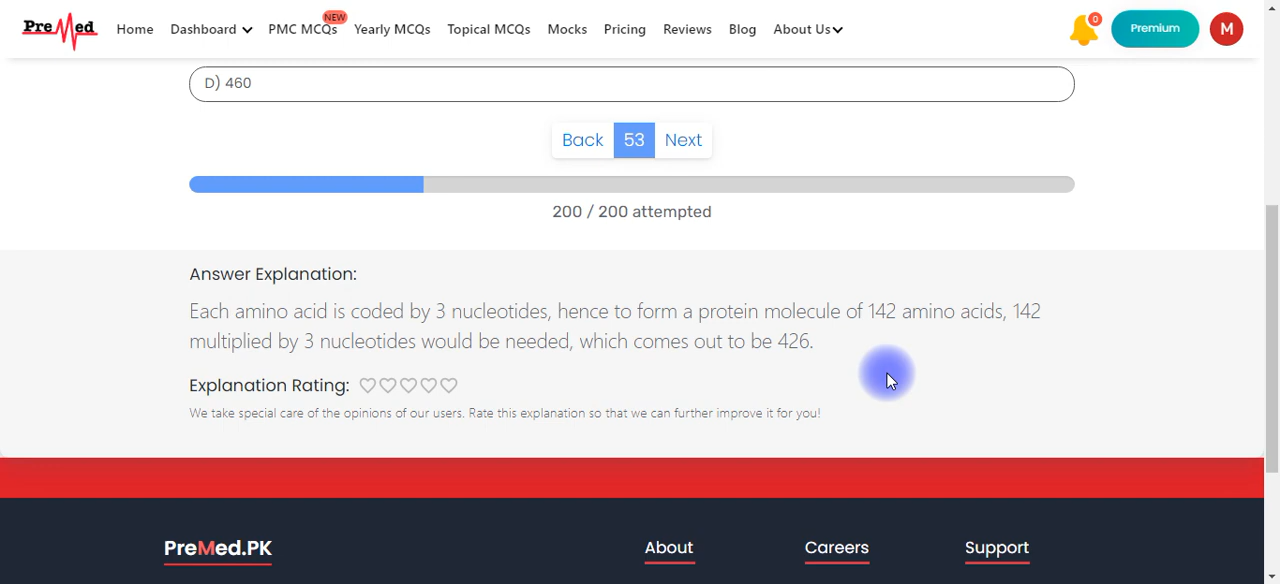 PreMed
Home Dashboard PMC MCQs NEW Yearly MCQs Topical MCQs Mocks Pricing Reviews Blog About Us 0 Premium M
D) 460
Back 53 Next
200 / 200 attempted
Answer Explanation:
Each amino acid is coded by 3 nucleotides, hence to form a protein molecule of 142 amino acids, 142
multiplied by 3 nucleotides would be needed, which comes out to be 426.
Explanation Rating:
We take special care of the opinions of our users. Rate this explanation so that we can further improve it for you!
PreMed.PK About Careers Support